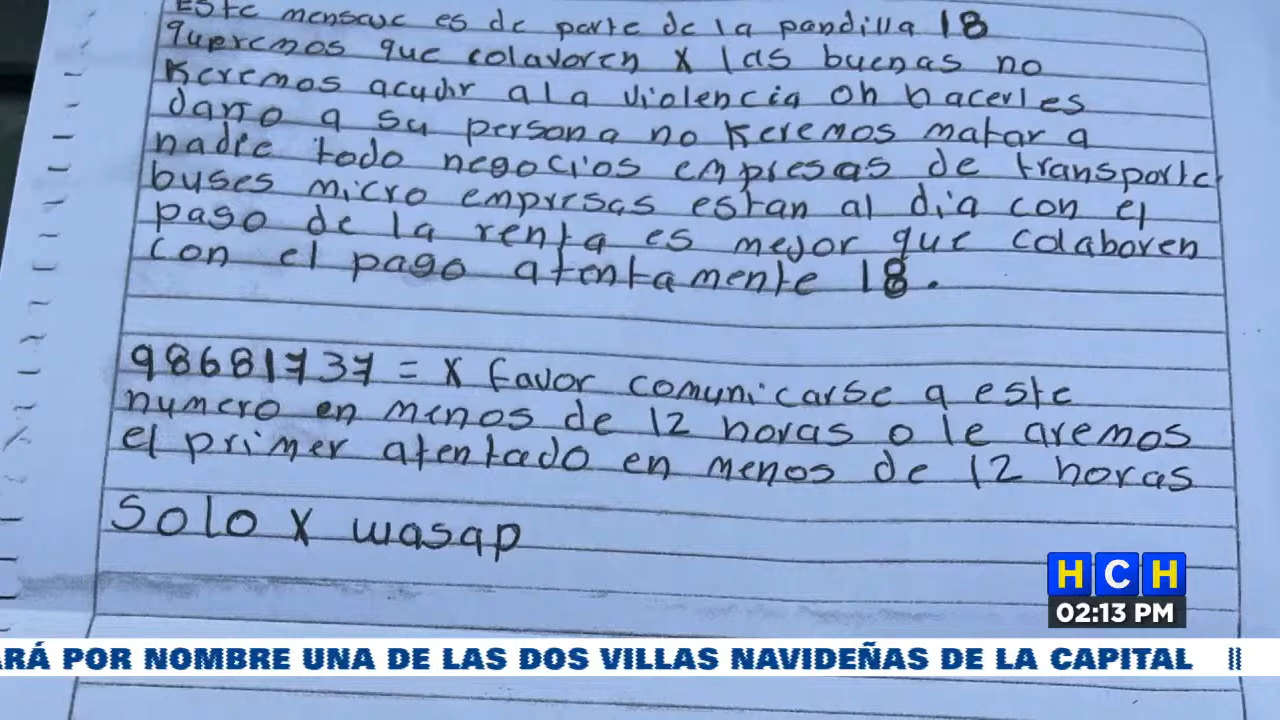 Este mensave es de parte de la pandilla 18
queremos que colavoren x las buenas no
Keremos acudir ala violencia oh hacerles
daño a su persona no Keremos matar a
nadie todo negocios empresas de transporte
buses micro empresas estan al dia con el
pago de la renta es mejor que colaboren
con el pago atentamente 18.
98681737 = x favor comunicarse a este
numero en menos de 12 horas o le aremos
el primer atentado en menos de 12 horas
Solo x wasap
HCH
02:13 PM
ARÁ POR NOMBRE UNA DE LAS DOS VILLAS NAVIDEÑAS DE LA CAPITAL